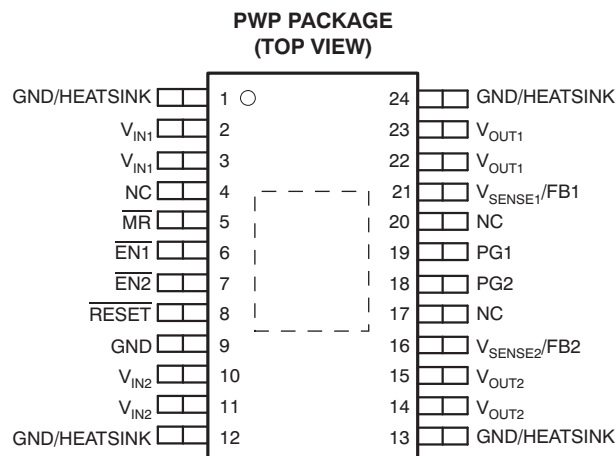 PWP PACKAGE
(TOP VIEW)
GND/HEATSINK 1 24 GND/HEATSINK
VIN1 2 23 VOUT1
VIN1 3 22 VOUT1
NC 4 21 VSENSE1/FB1
MR 5 20 NC
EN1 6 19 PG1
EN2 7 18 PG2
RESET 8 17 NC
GND 9 16 VSENSE2/FB2
VIN2 10 15 VOUT2
VIN2 11 14 VOUT2
GND/HEATSINK 12 13 GND/HEATSINK